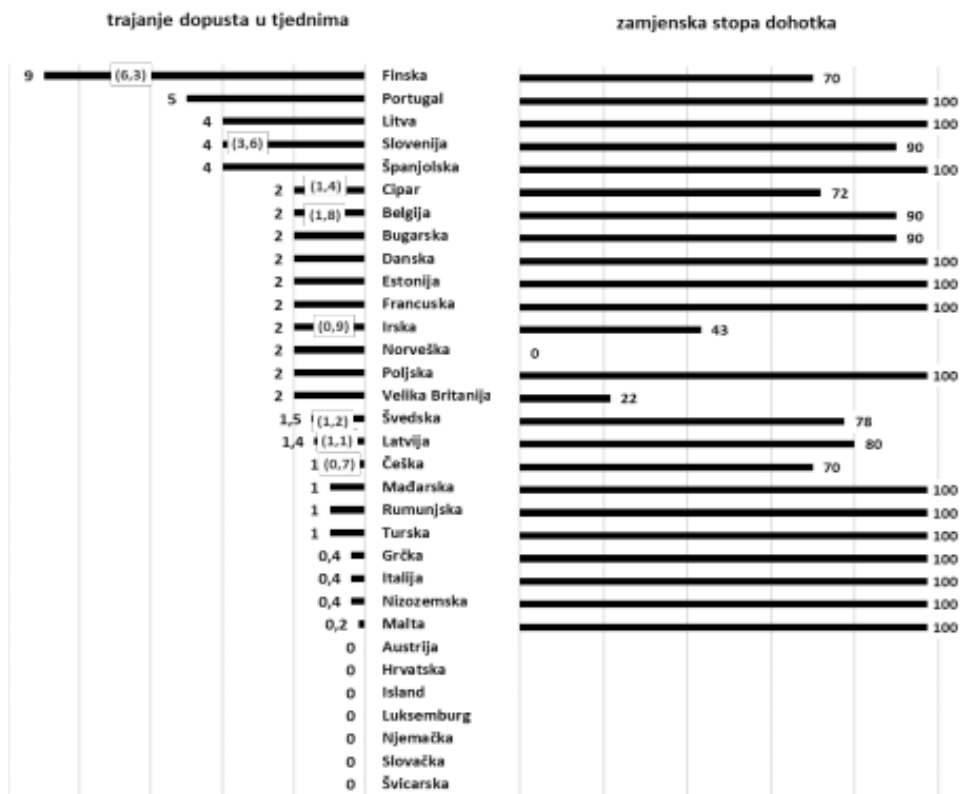 trajanje dopusta u tjednima zamjenska stopa dohotka
9 (6,3) Finska 70
5 Portugal 100
4 Litva 100
4 (3,6) Slovenija 90
4 Španjolska 100
2 (1,4) Cipar 72
2 (1,8) Belgija 90
2 Bugarska 90
2 Danska 100
2 Estonija 100
2 Francuska 100
2 (0,9) Irska 43
2 Norveška 0
2 Poljska 100
2 Velika Britanija 22
1,5 (1,2) Švedska 78
1,4 (1,1) Latvija 80
1 (0,7) Češka 70
1 Mađarska 100
1 Rumunjska 100
1 Turska 100
0,4 Grčka 100
0,4 Italija 100
0,4 Nizozemska 100
0,2 Malta 100
0 Austrija
0 Hrvatska
0 Island
0 Luksemburg
0 Njemačka
0 Slovačka
0 Švicarska